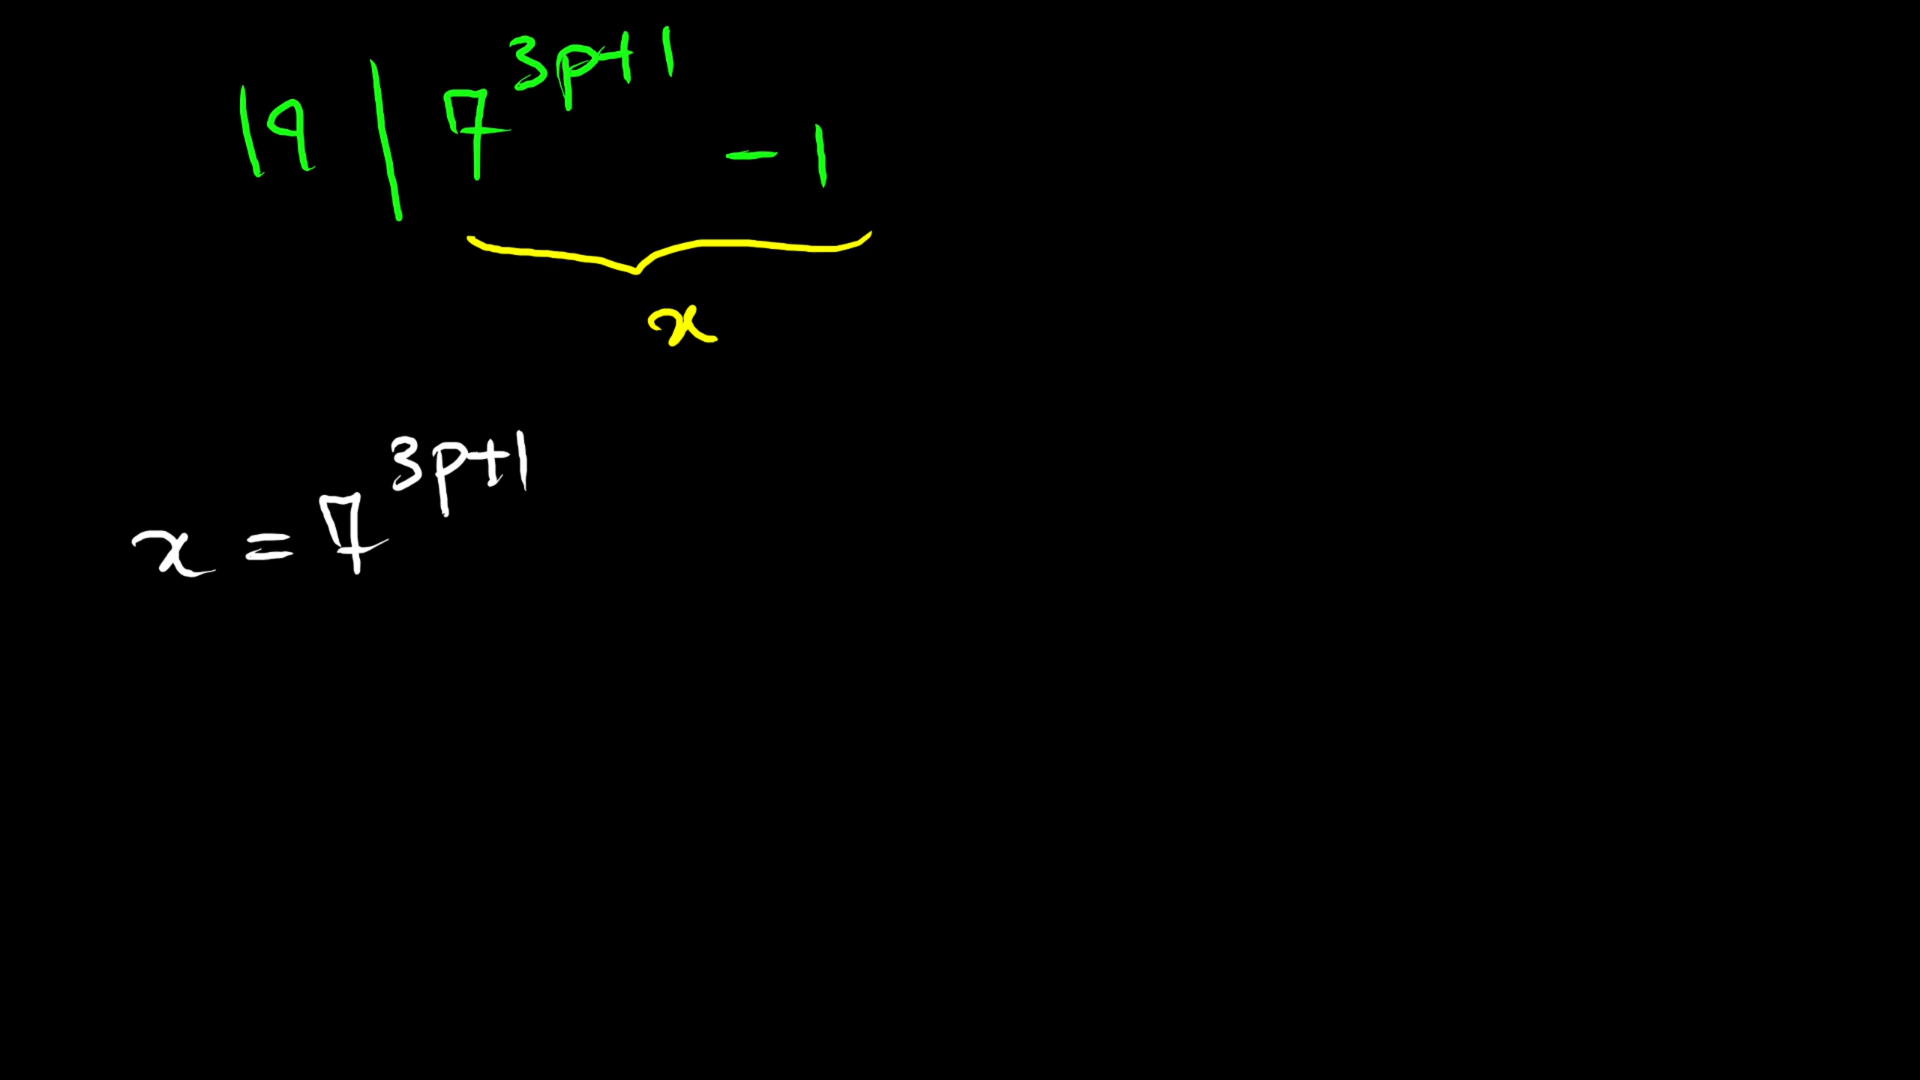 19 | 7^{3p+1} - 1
x
x = 7^{3p+1}